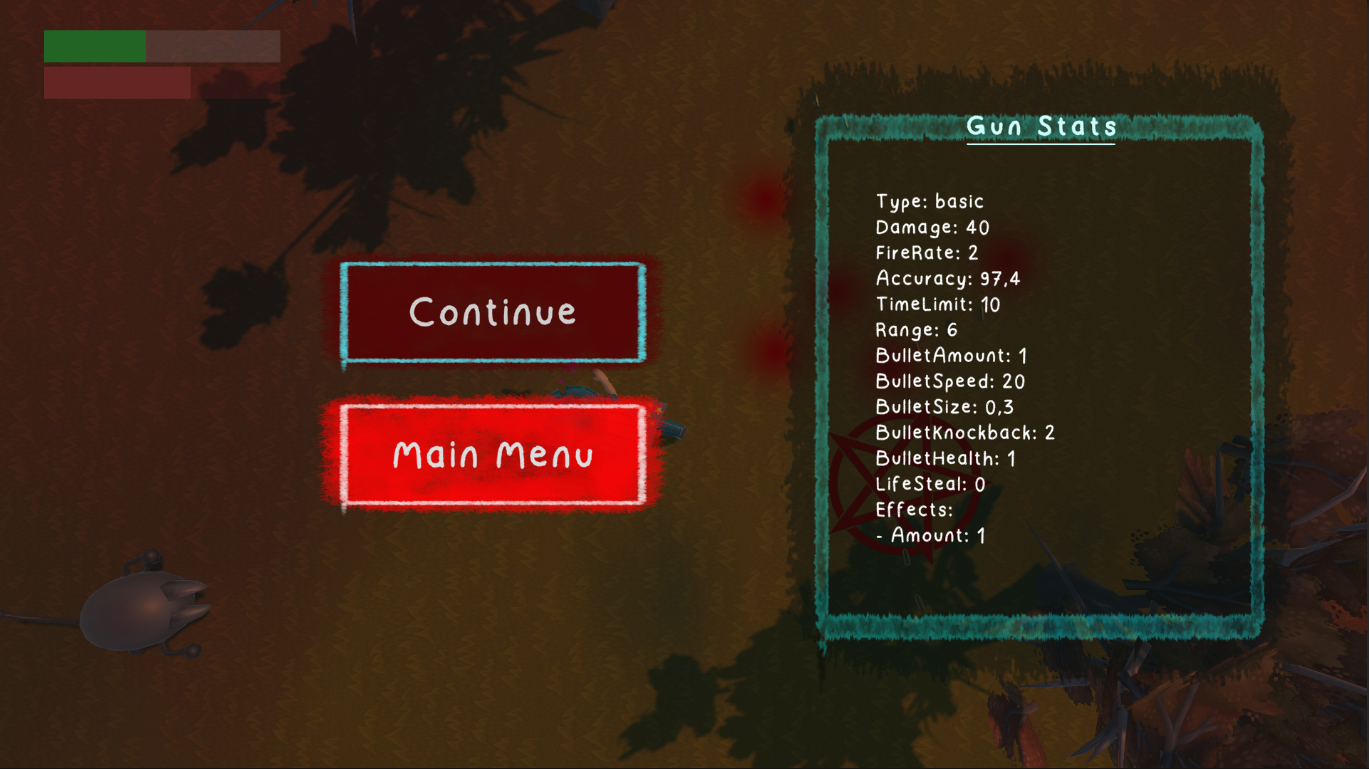 Continue
Main Menu
Gun Stats
Type: basic
Damage: 40
FireRate: 2
Accuracy: 97,4
TimeLimit: 10
Range: 6
BulletAmount: 1
BulletSpeed: 20
BulletSize: 0,3
BulletKnockback: 2
BulletHealth: 1
LifeSteal: 0
Effects:
- Amount: 1